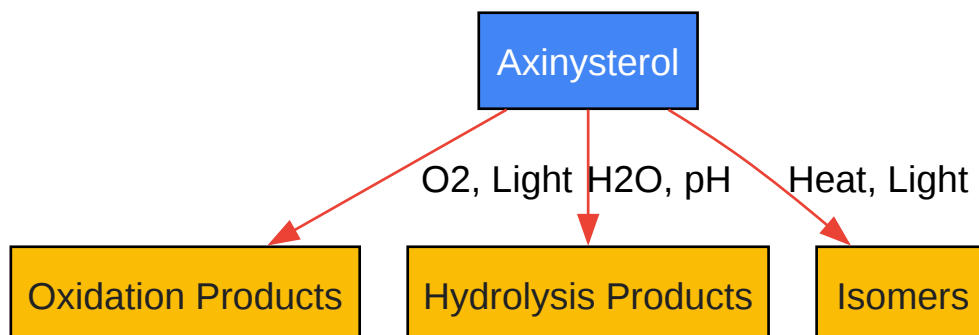 Axinysterol
O2, Light
H2O, pH
Heat, Light
Oxidation Products
Hydrolysis Products
Isomers